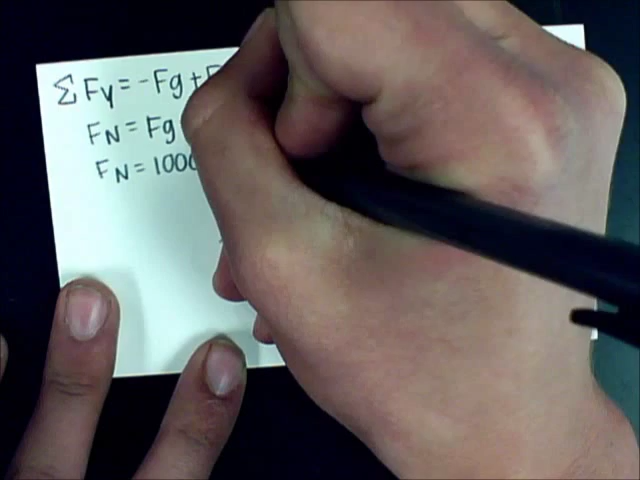 ΣFy = -Fg +
FN = Fg
FN = 1000